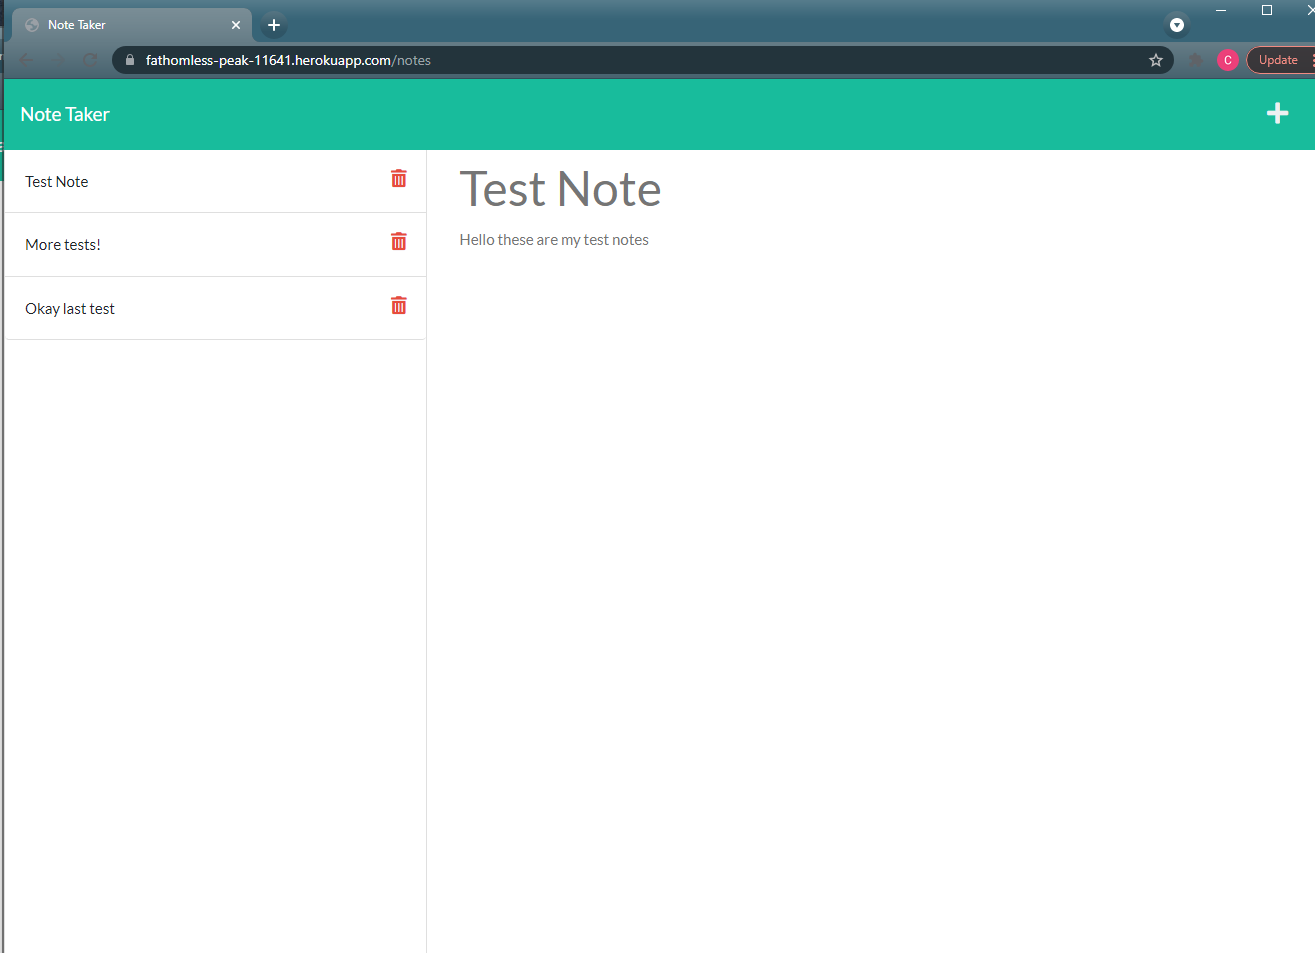 Note Taker
fathomless-peak-11641.herokuapp.com/notes
C
Update
Note Taker
Test Note
More tests!
Okay last test
Test Note
Hello these are my test notes